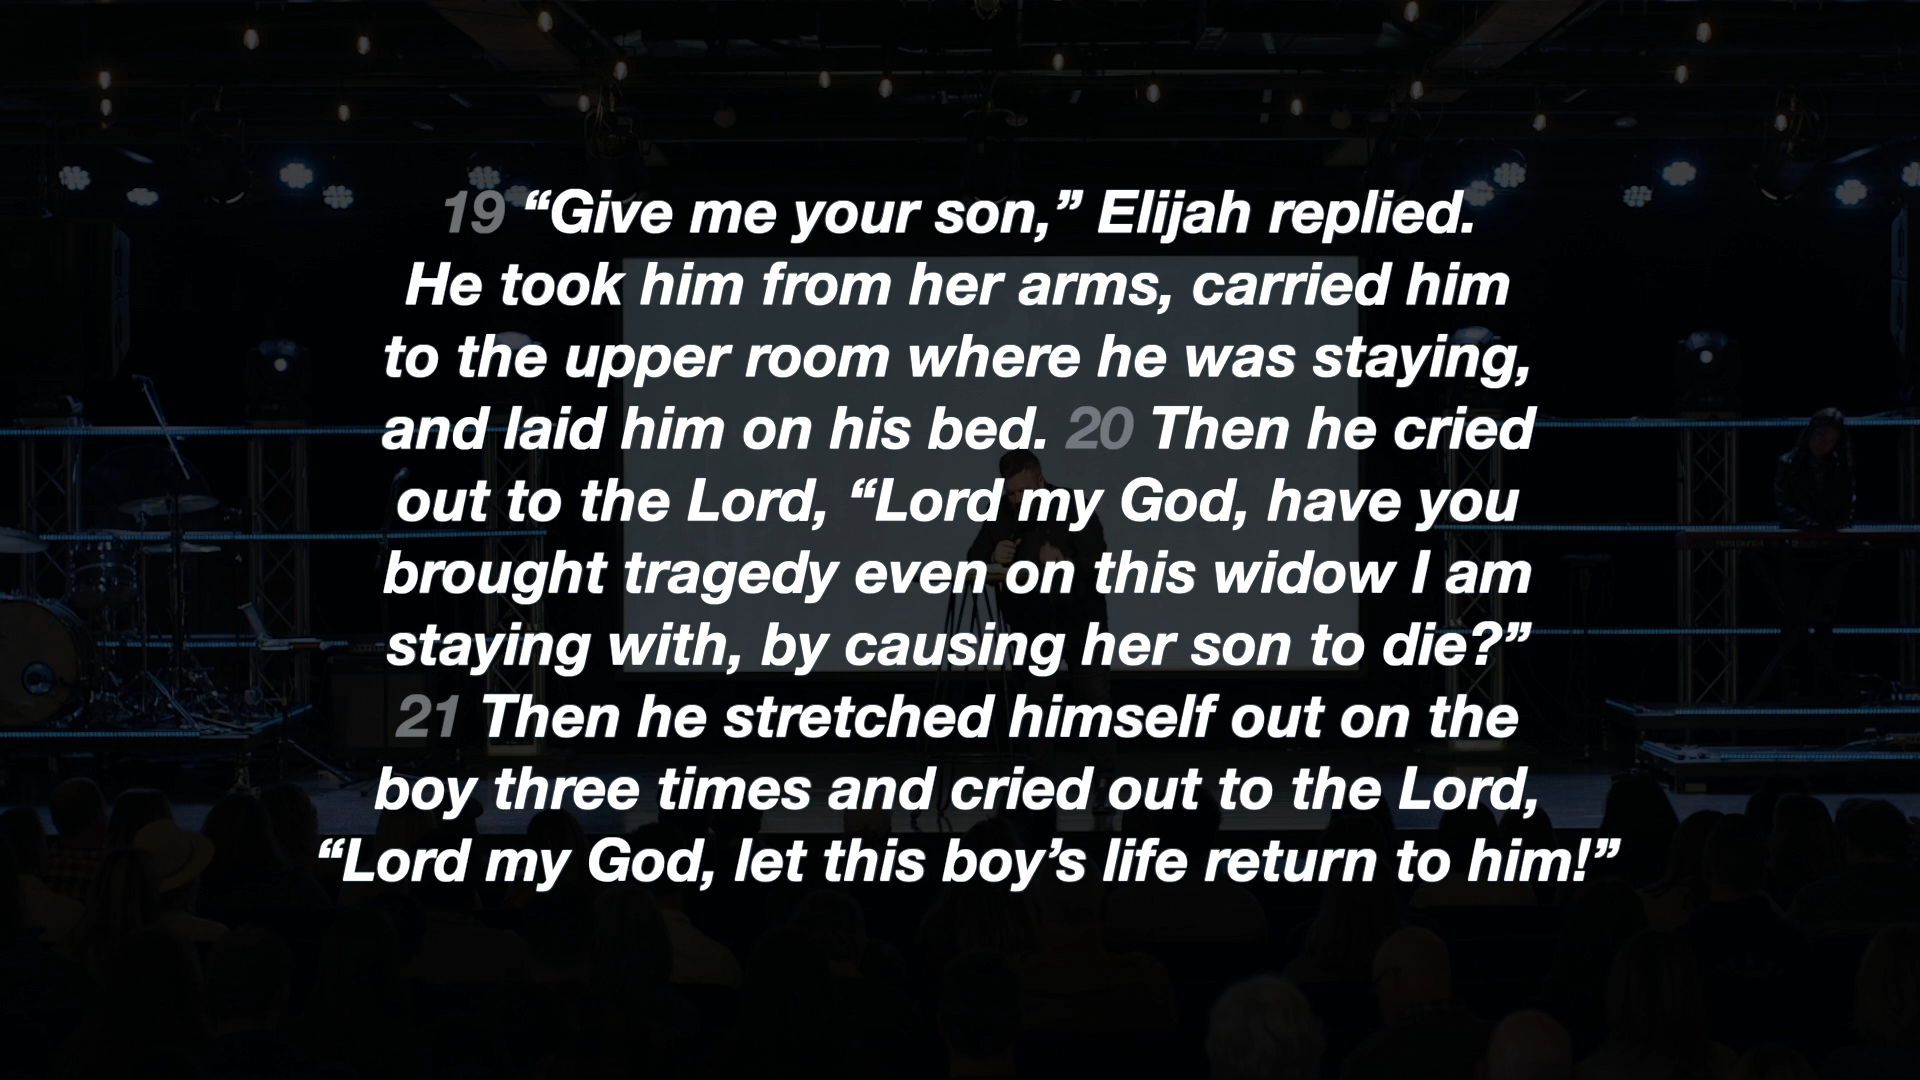 19 “Give me your son,” Elijah replied.
He took him from her arms, carried him
to the upper room where he was staying,
and laid him on his bed. 20 Then he cried
out to the Lord, “Lord my God, have you
brought tragedy even on this widow I am
staying with, by causing her son to die?”
21 Then he stretched himself out on the
boy three times and cried out to the Lord,
“Lord my God, let this boy’s life return to him!”